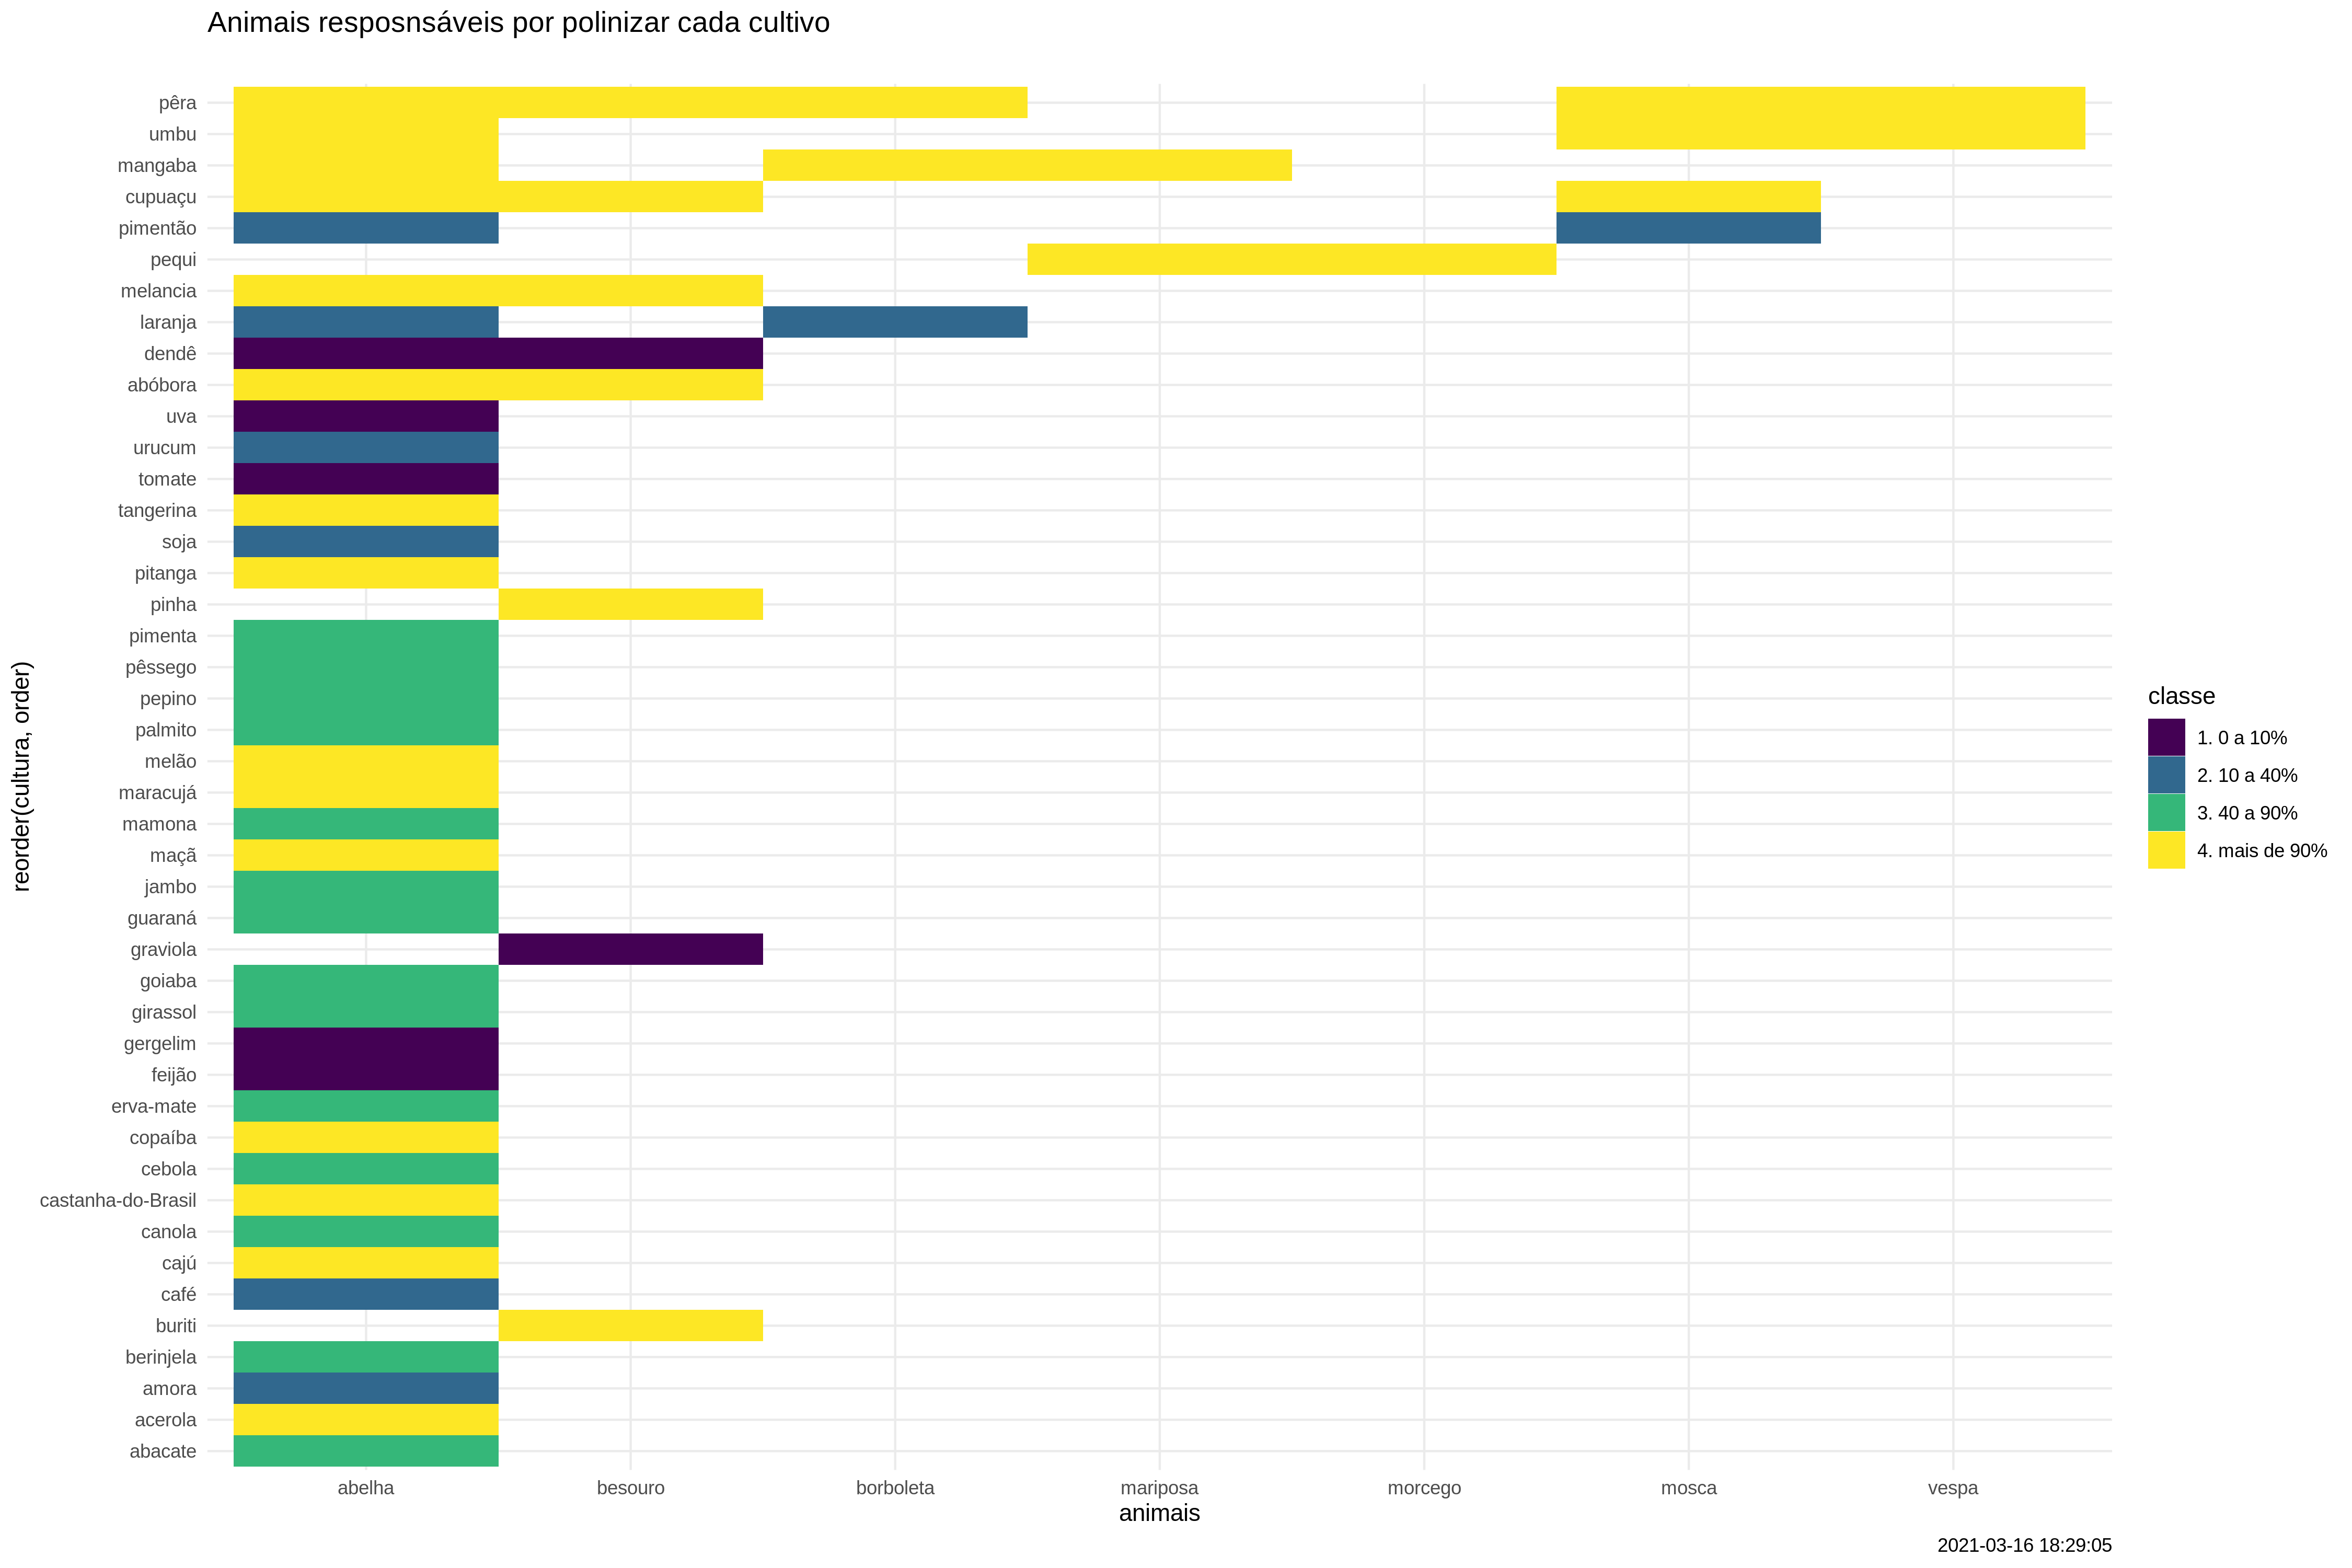 Animais resposnsáveis por polinizar cada cultivo
pêra
umbu
mangaba
cupuaçu
pimentão
pequi
melancia
laranja
dendê
abóbora
uva
urucum
tomate
tangerina
soja
pitanga
pinha
pimenta
pêssego
pepino
palmito
melão
maracujá
mamona
maçã
jambo
guaraná
graviola
goiaba
girassol
gergelim
feijão
erva-mate
copaíba
cebola
castanha-do-Brasil
canola
cajú
café
buriti
berinjela
amora
acerola
abacate
reorder(cultura, order)
abelha besouro borboleta mariposa morcego mosca vespa
animais
classe
1. 0 a 10%
2. 10 a 40%
3. 40 a 90%
4. mais de 90%
2021-03-16 18:29:05